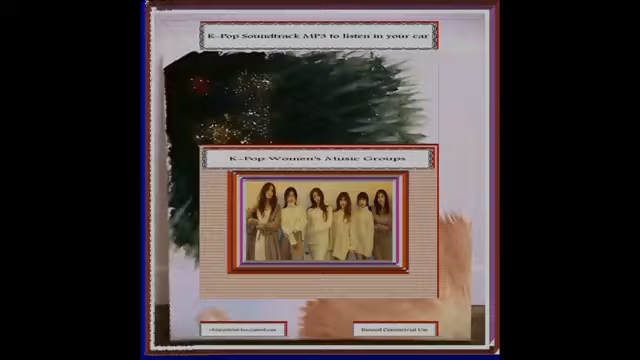 K-Pop Soundtrack MP3 to listen in your car
K-Pop Women's Music Groups
Banned Commercial Use